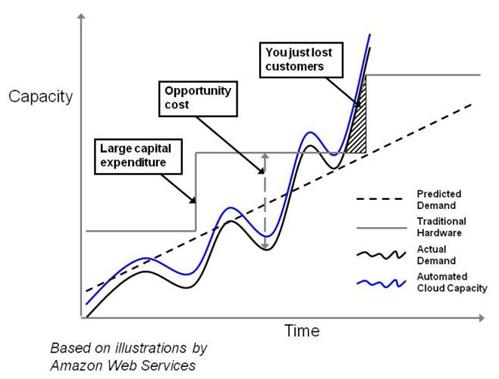 You just lost
customers
Opportunity
cost
Capacity
Large capital
expenditure
Predicted
Demand
Traditional
Hardware
Actual
Demand
Automated
Cloud Capacity
Time
Based on illustrations by
Amazon Web Services